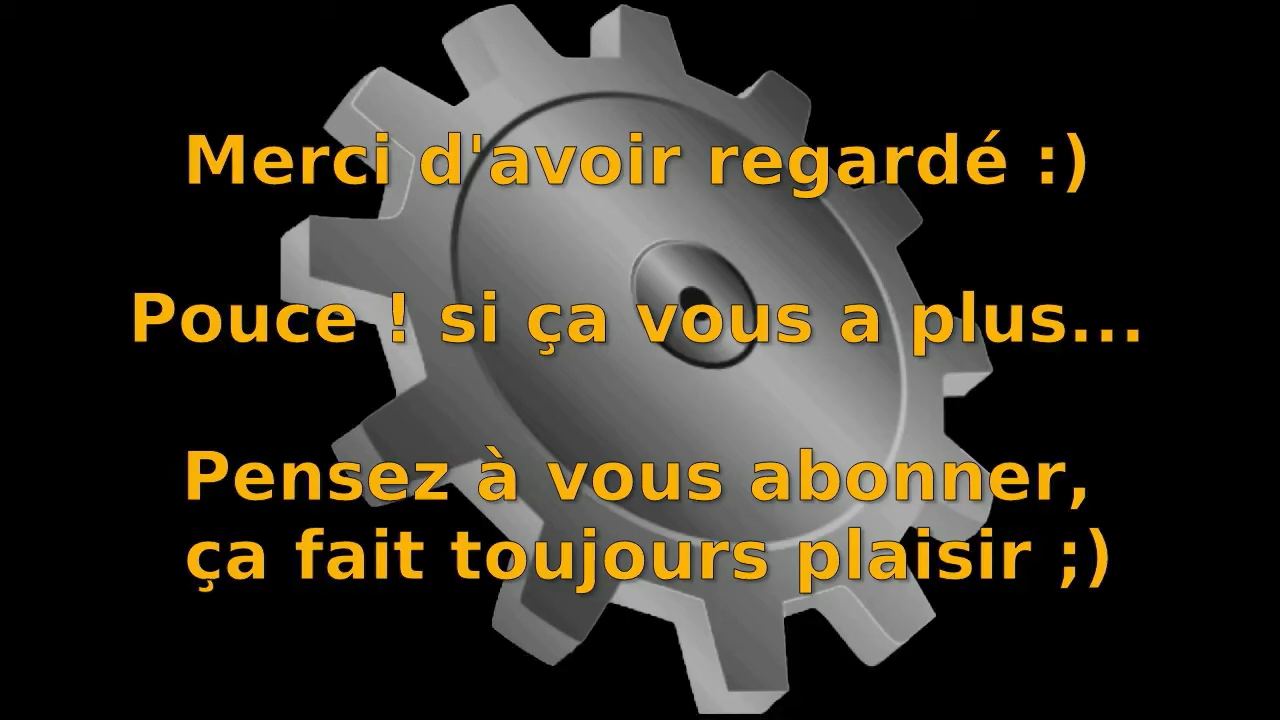 Merci d'avoir regardé :)
Pouce ! si ça vous a plus...
Pensez à vous abonner,
ça fait toujours plaisir ;)